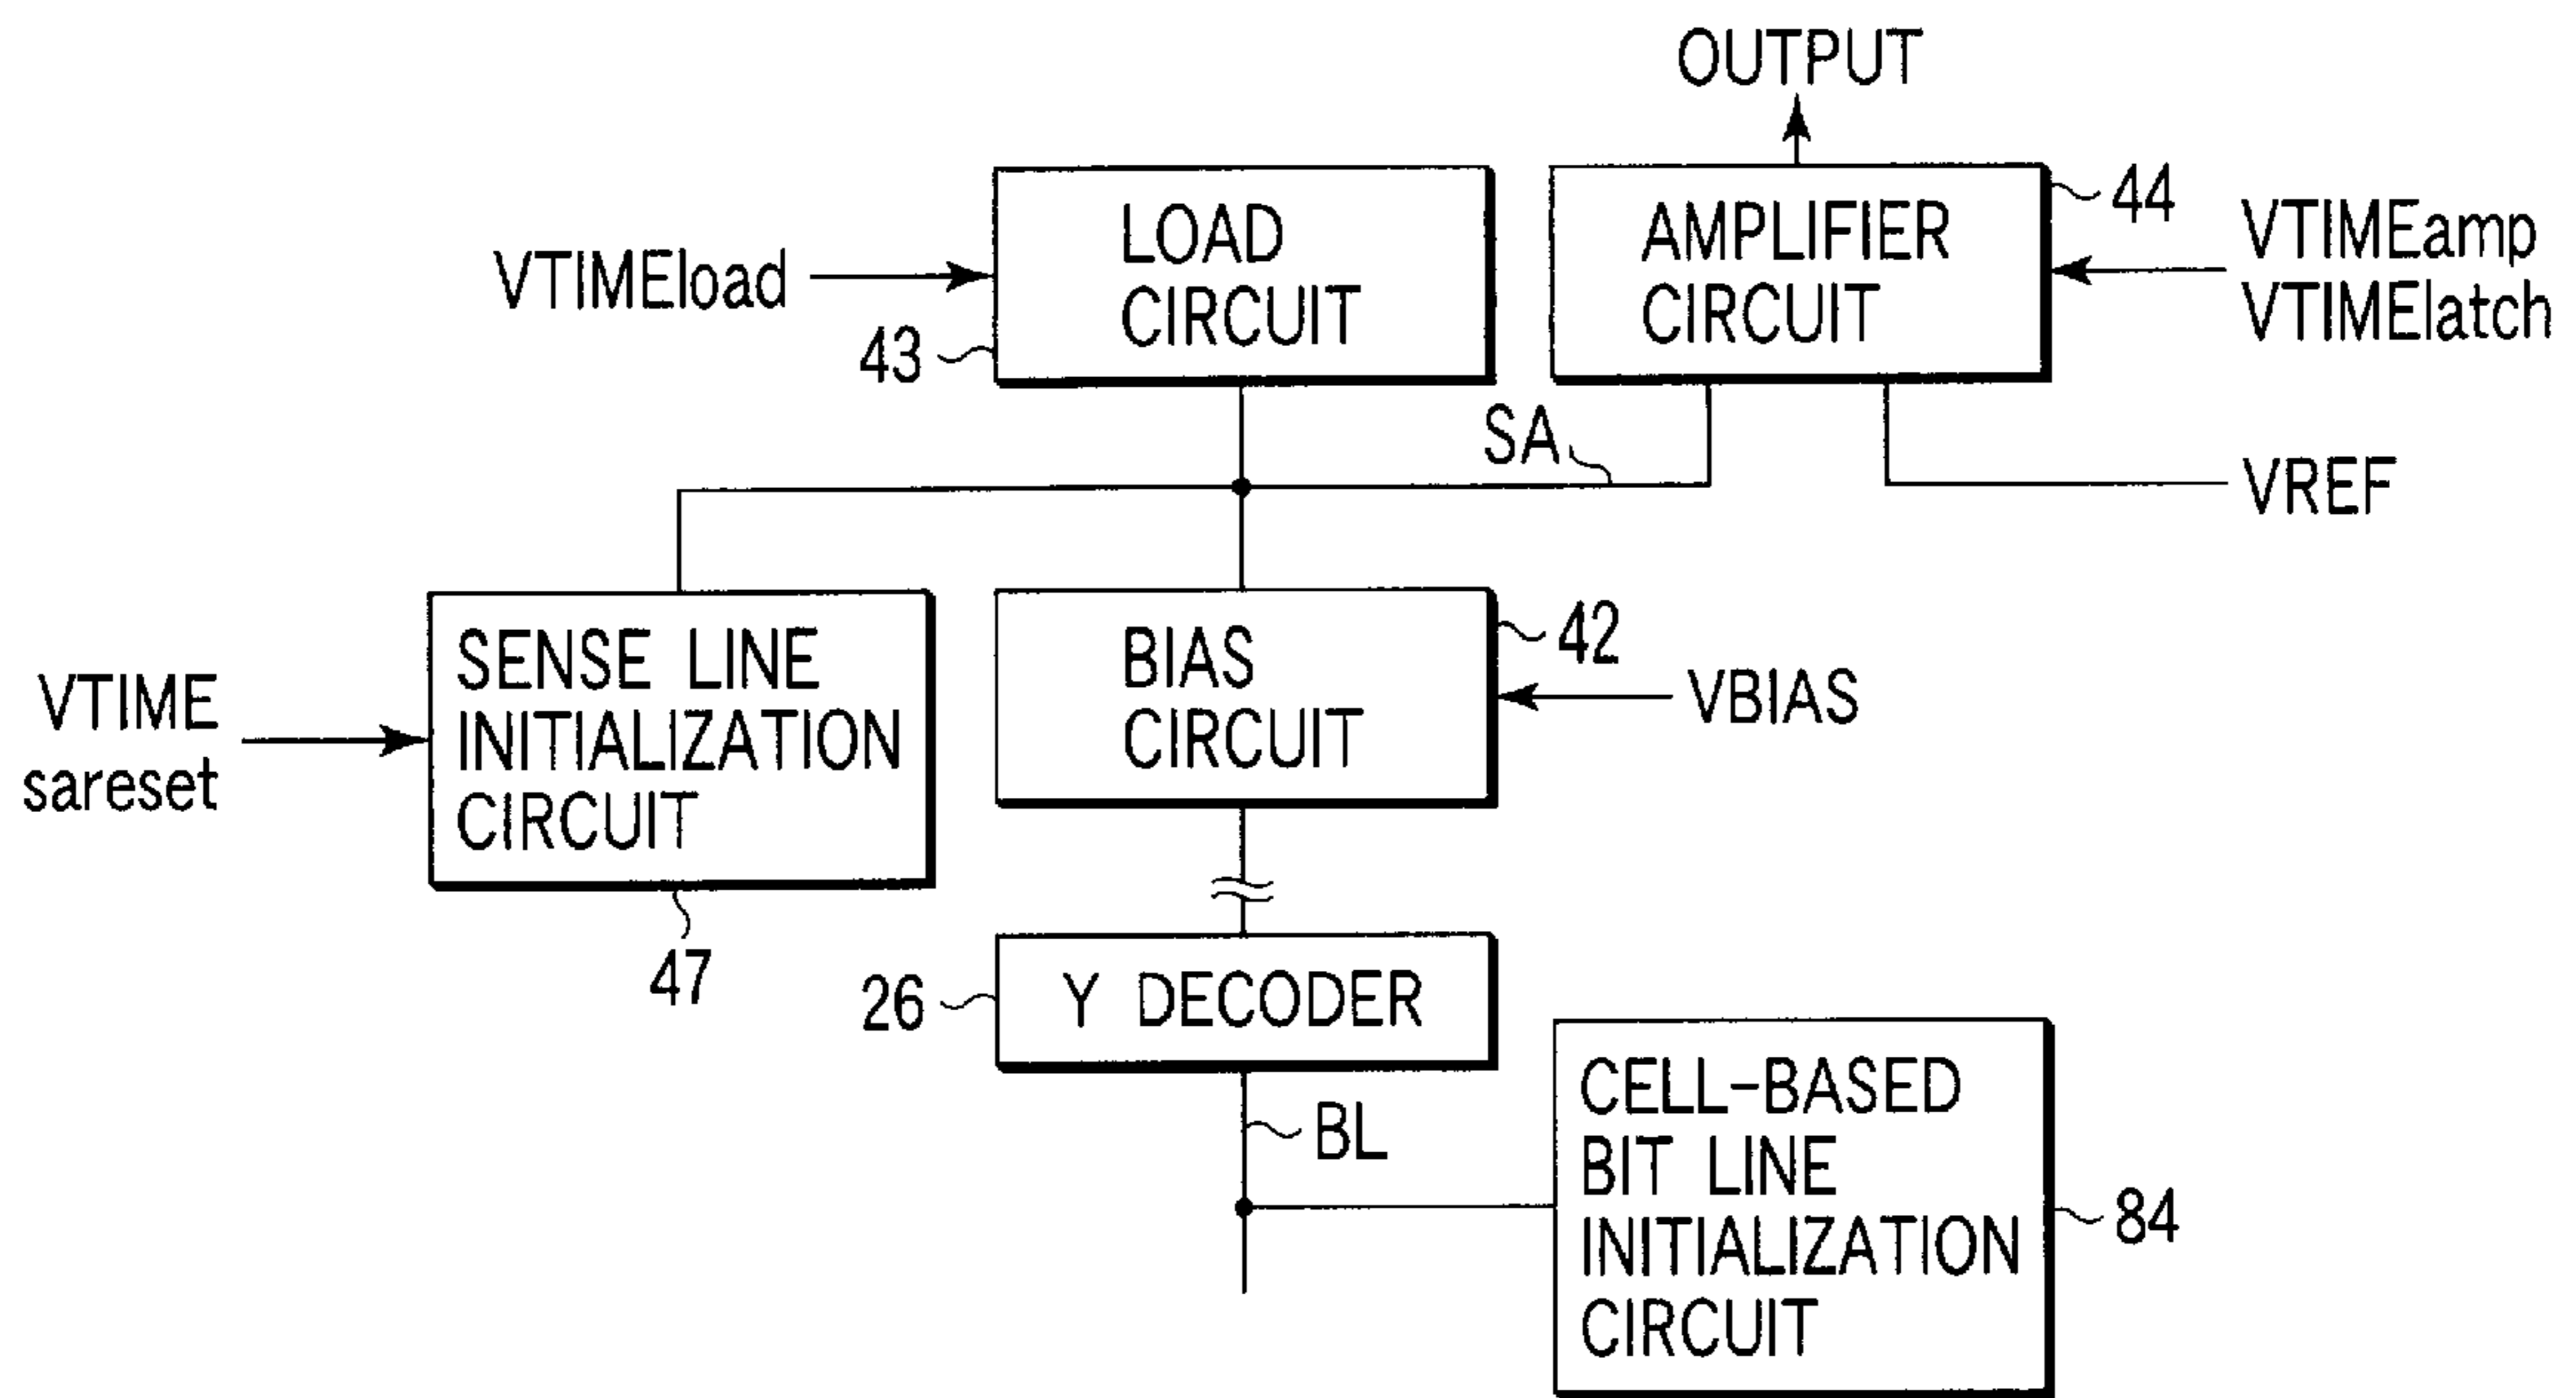 OUTPUT
LOAD
CIRCUIT
AMPLIFIER
CIRCUIT
44
VTIMEload
43
VTIMEamp
VTIMElatch
SA
VREF
SENSE LINE
INITIALIZATION
CIRCUIT
BIAS
CIRCUIT
42
VTIME
sareset
VBIAS
47
26
Y DECODER
BL
CELL-BASED
BIT LINE
INITIALIZATION
CIRCUIT
84